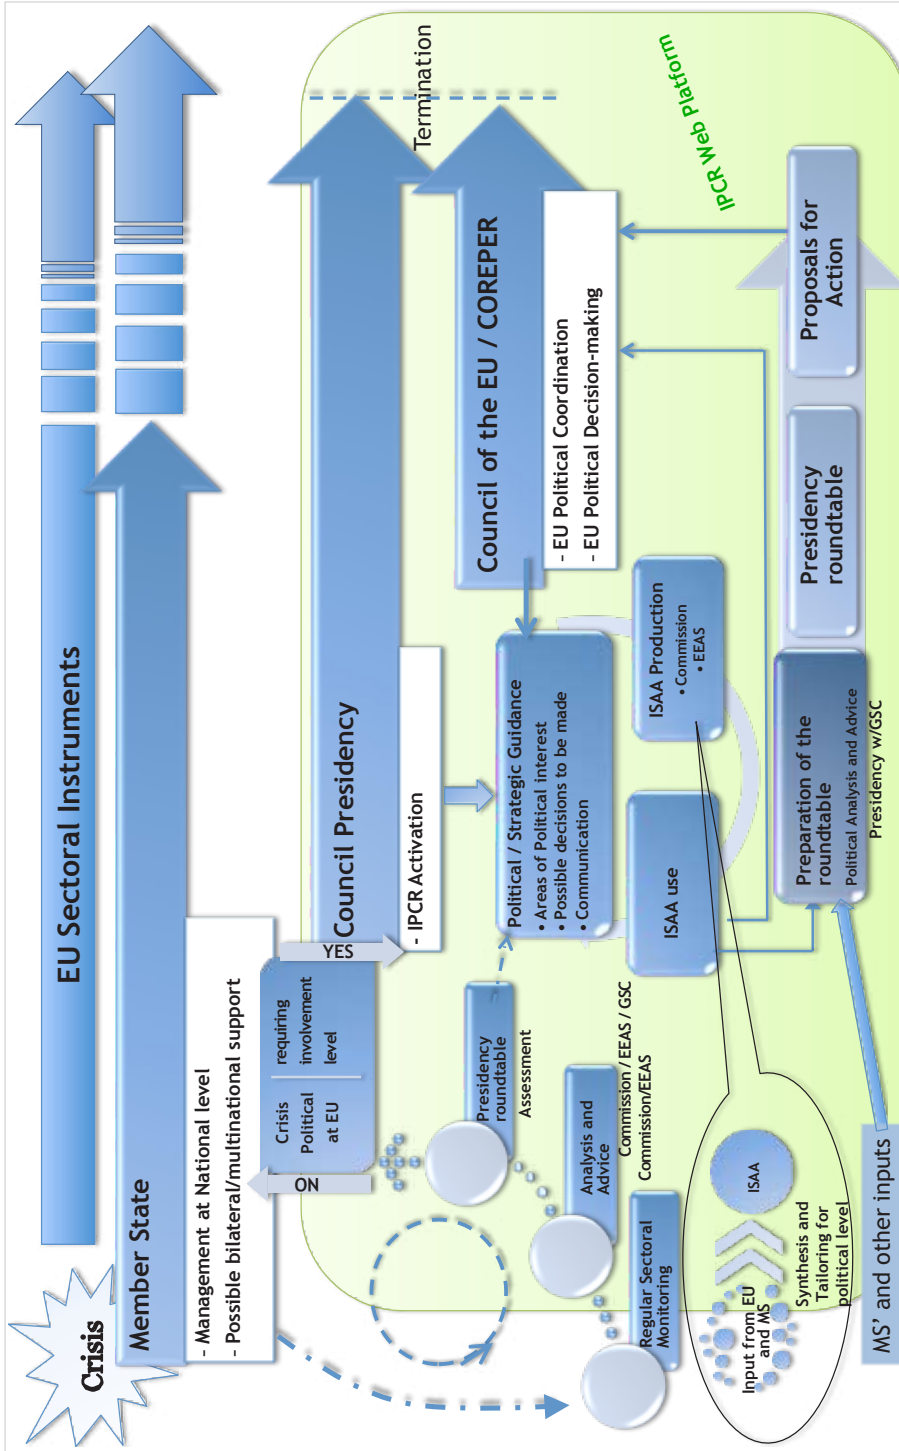 Crisis
EU Sectoral Instruments
Member State
- Management at National level
- Possible bilateral/multinational support
ON
Crisis
Political
at EU
requiring
involvement
level
YES
Council Presidency
- IPCR Activation
Termination
Council of the EU / COREPER
- EU Political Coordination
- EU Political Decision-making
IPCR Web Platform
Presidency
roundtable
Assessment
Analysis and
Advice
Commission / EEAS / GSC
Commission/EEAS
Regular Sectoral
Monitoring
Political / Strategic Guidance
• Areas of Political interest
• Possible decisions to be made
• Communication
ISAA use
ISAA Production
• Commission
• EEAS
Input from EU
and MS
ISAA
Synthesis and
Tailoring for
political level
MS' and other inputs
Preparation of the
roundtable
Political Analysis and Advice
Presidency w/GSC
Presidency
roundtable
Proposals for
Action